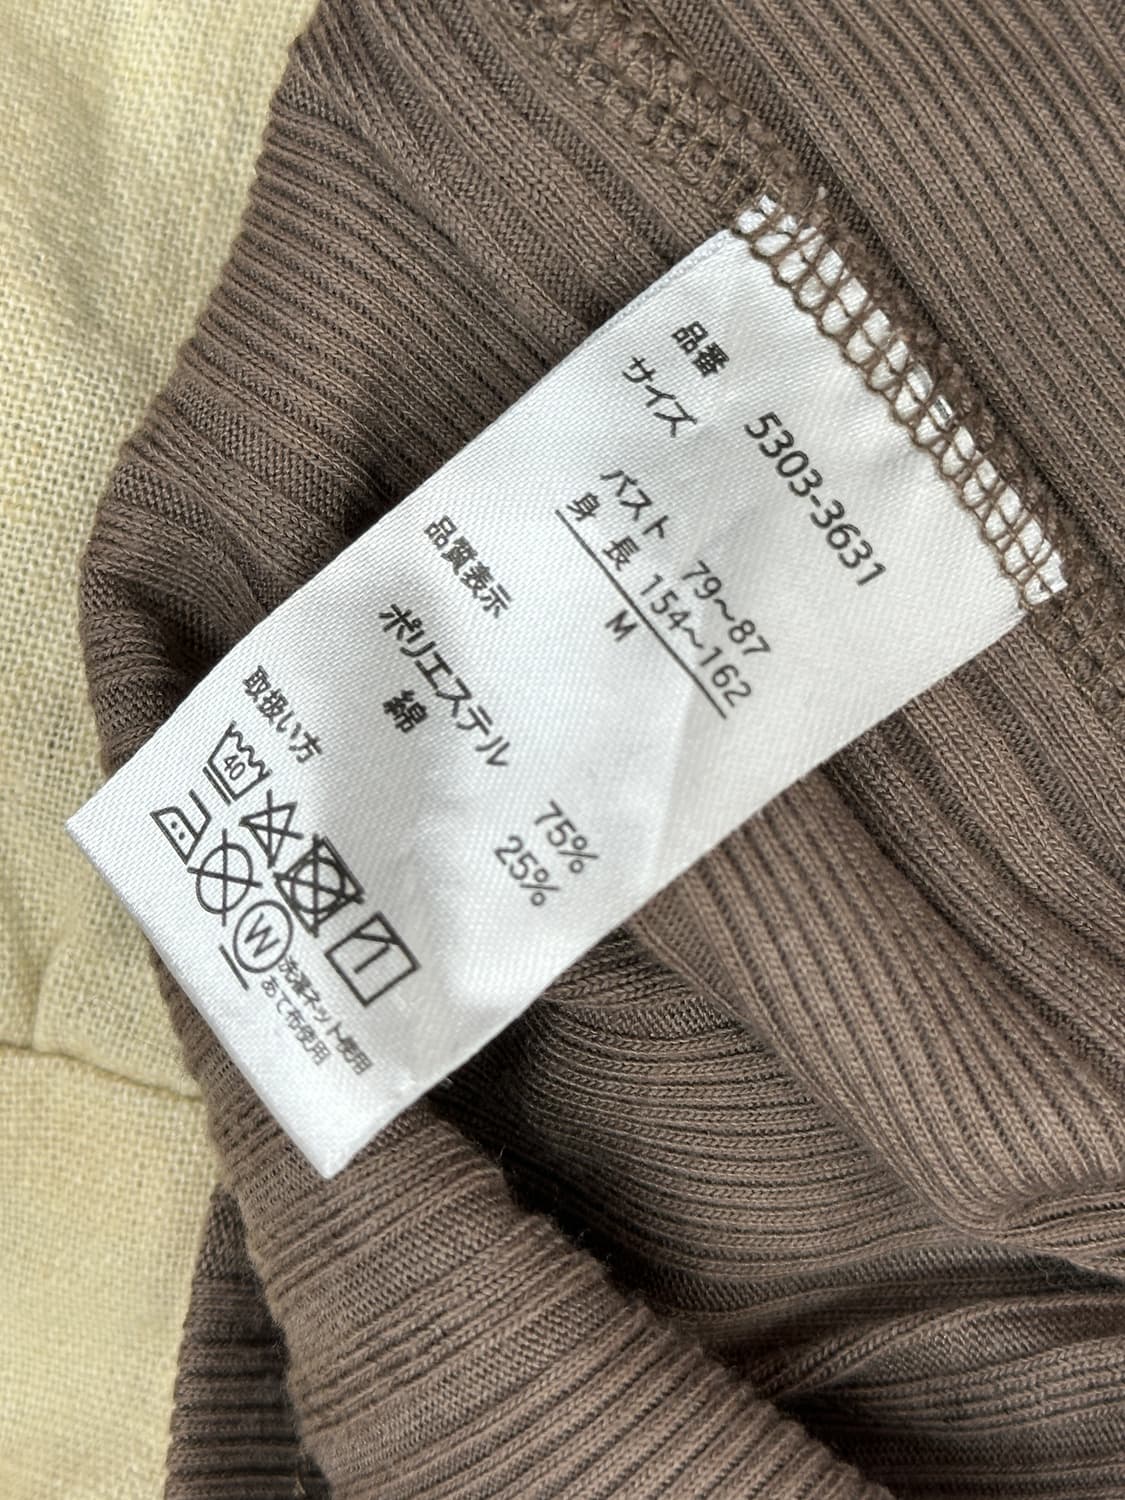 品番 5303-3631
サイズ
バスト 79～87
身 長 154～162
M
品質表示
ポリエステル 75%
綿 25%
取扱い方
40
W
洗濯ネット使用
あて布使用